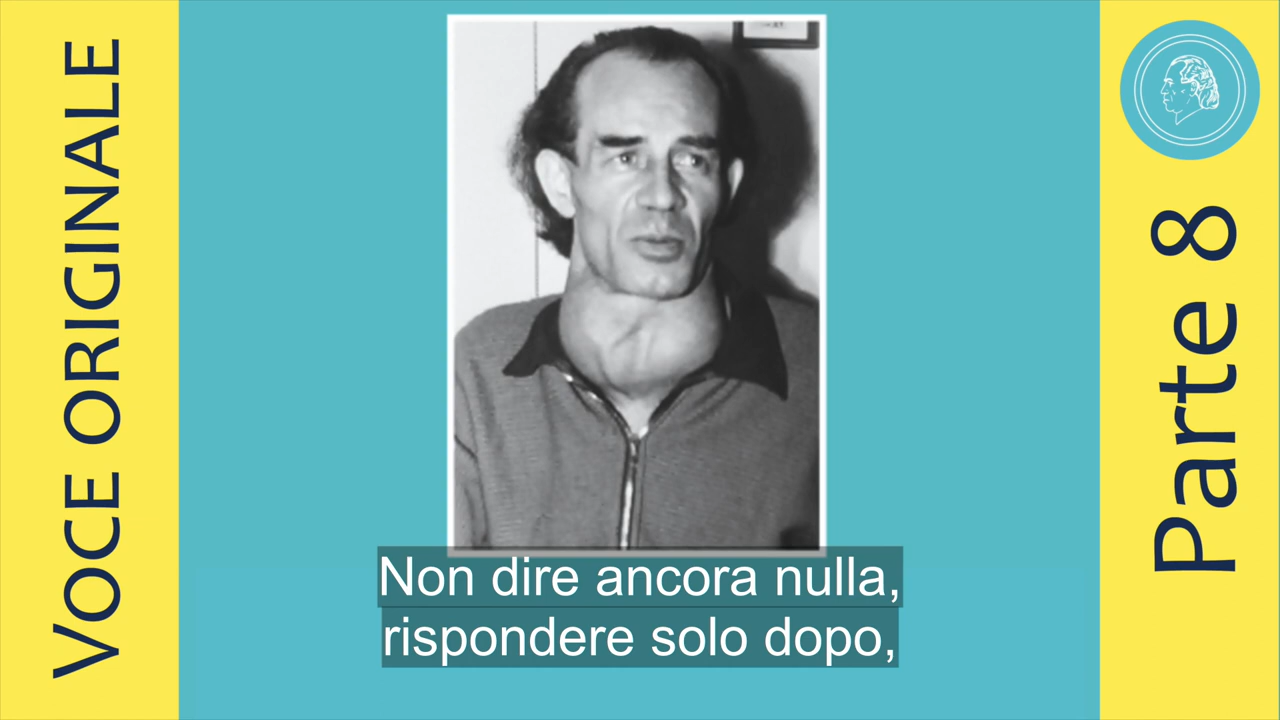 VOCE ORIGINALE
Parte 8
Non dire ancora nulla,
rispondere solo dopo,